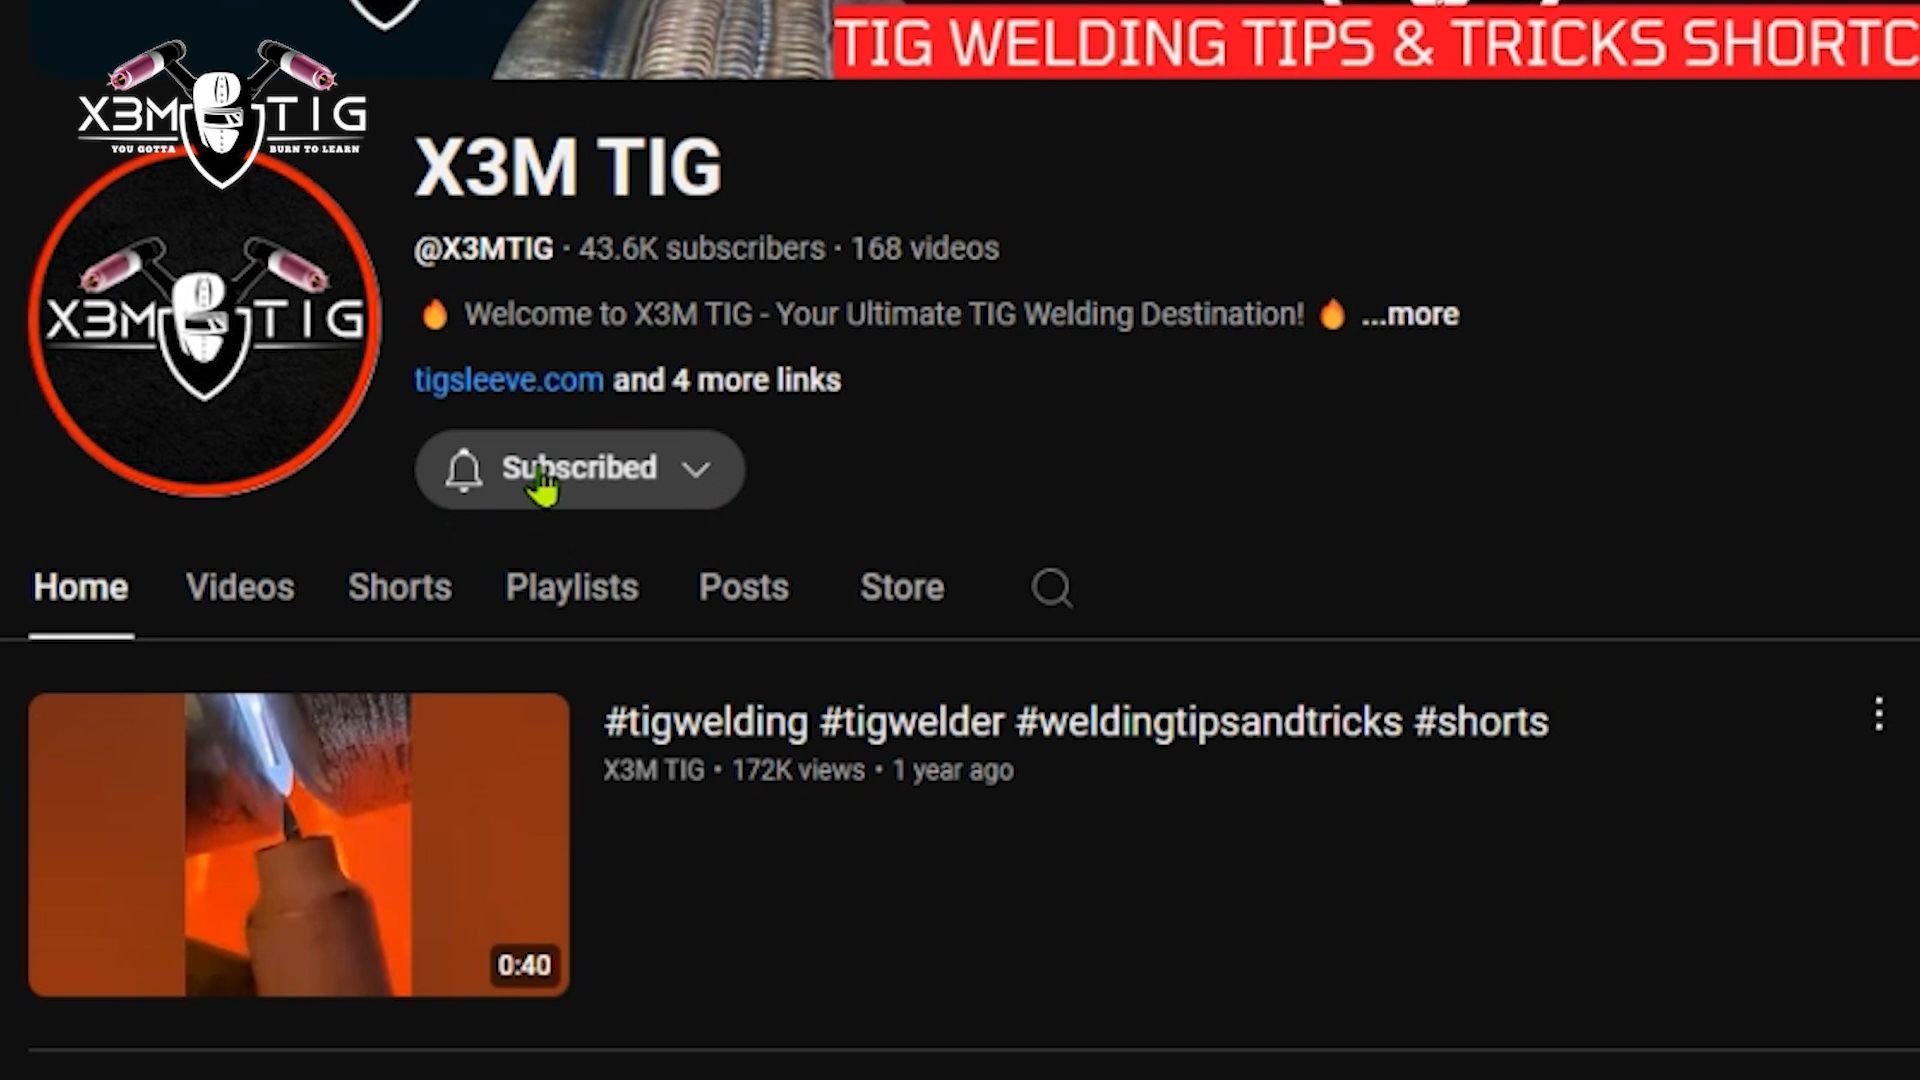 TIG WELDING TIPS & TRICKS SHORTC
X3M TIG
YOU GOTTA BURN TO LEARN
X3M TIG
X3M TIG
@X3MTIG · 43.6K subscribers · 168 videos
🔥 Welcome to X3M TIG - Your Ultimate TIG Welding Destination! 🔥 ...more
tigsleeve.com and 4 more links
Subscribed
Home Videos Shorts Playlists Posts Store
#tigwelding #tigwelder #weldingtipsandtricks #shorts
X3M TIG • 172K views • 1 year ago
0:40